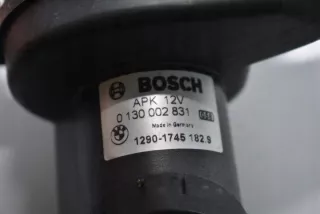 BOSCH
APK 12V
0 130 002 831
Made in Germany
1290-1745 182.9